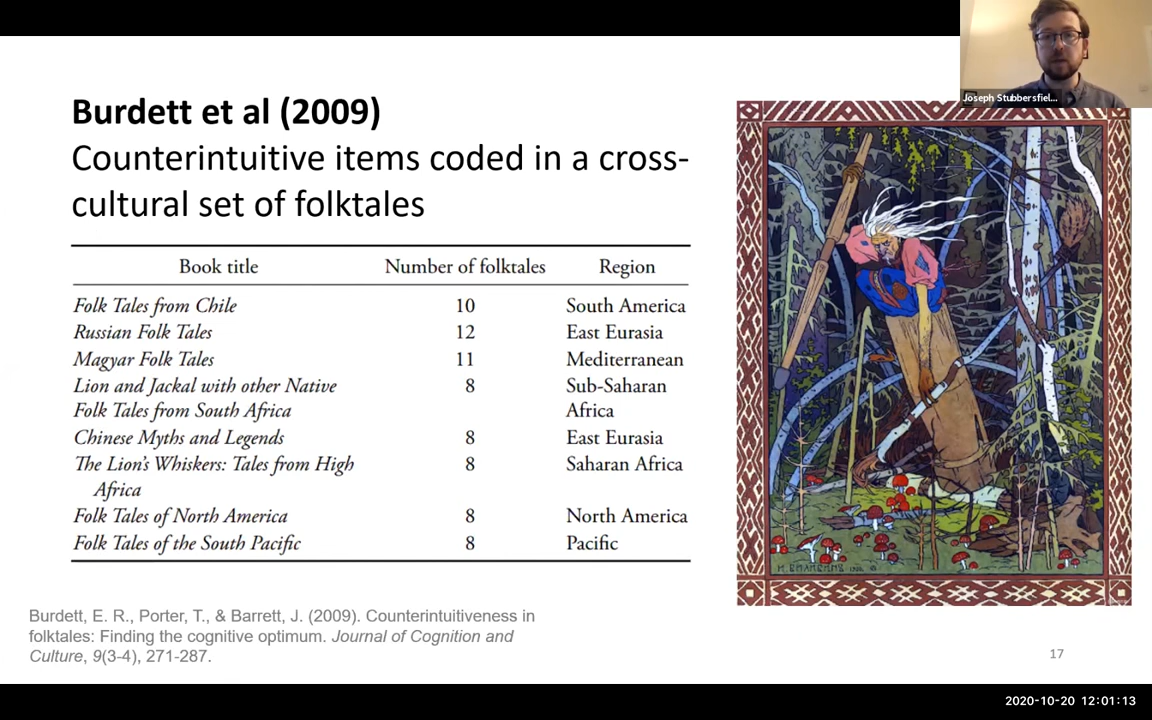 Joseph Stubbersfiel...
Burdett et al (2009)
Counterintuitive items coded in a cross-
cultural set of folktales
Book title Number of folktales Region
Folk Tales from Chile 10 South America
Russian Folk Tales 12 East Eurasia
Magyar Folk Tales 11 Mediterranean
Lion and Jackal with other Native 8 Sub-Saharan
Folk Tales from South Africa Africa
Chinese Myths and Legends 8 East Eurasia
The Lion's Whiskers: Tales from High 8 Saharan Africa
Africa
Folk Tales of North America 8 North America
Folk Tales of the South Pacific 8 Pacific
Burdett, E. R., Porter, T., & Barrett, J. (2009). Counterintuitiveness in
folktales: Finding the cognitive optimum. Journal of Cognition and
Culture, 9(3-4), 271-287.
17
2020-10-20 12:01:13